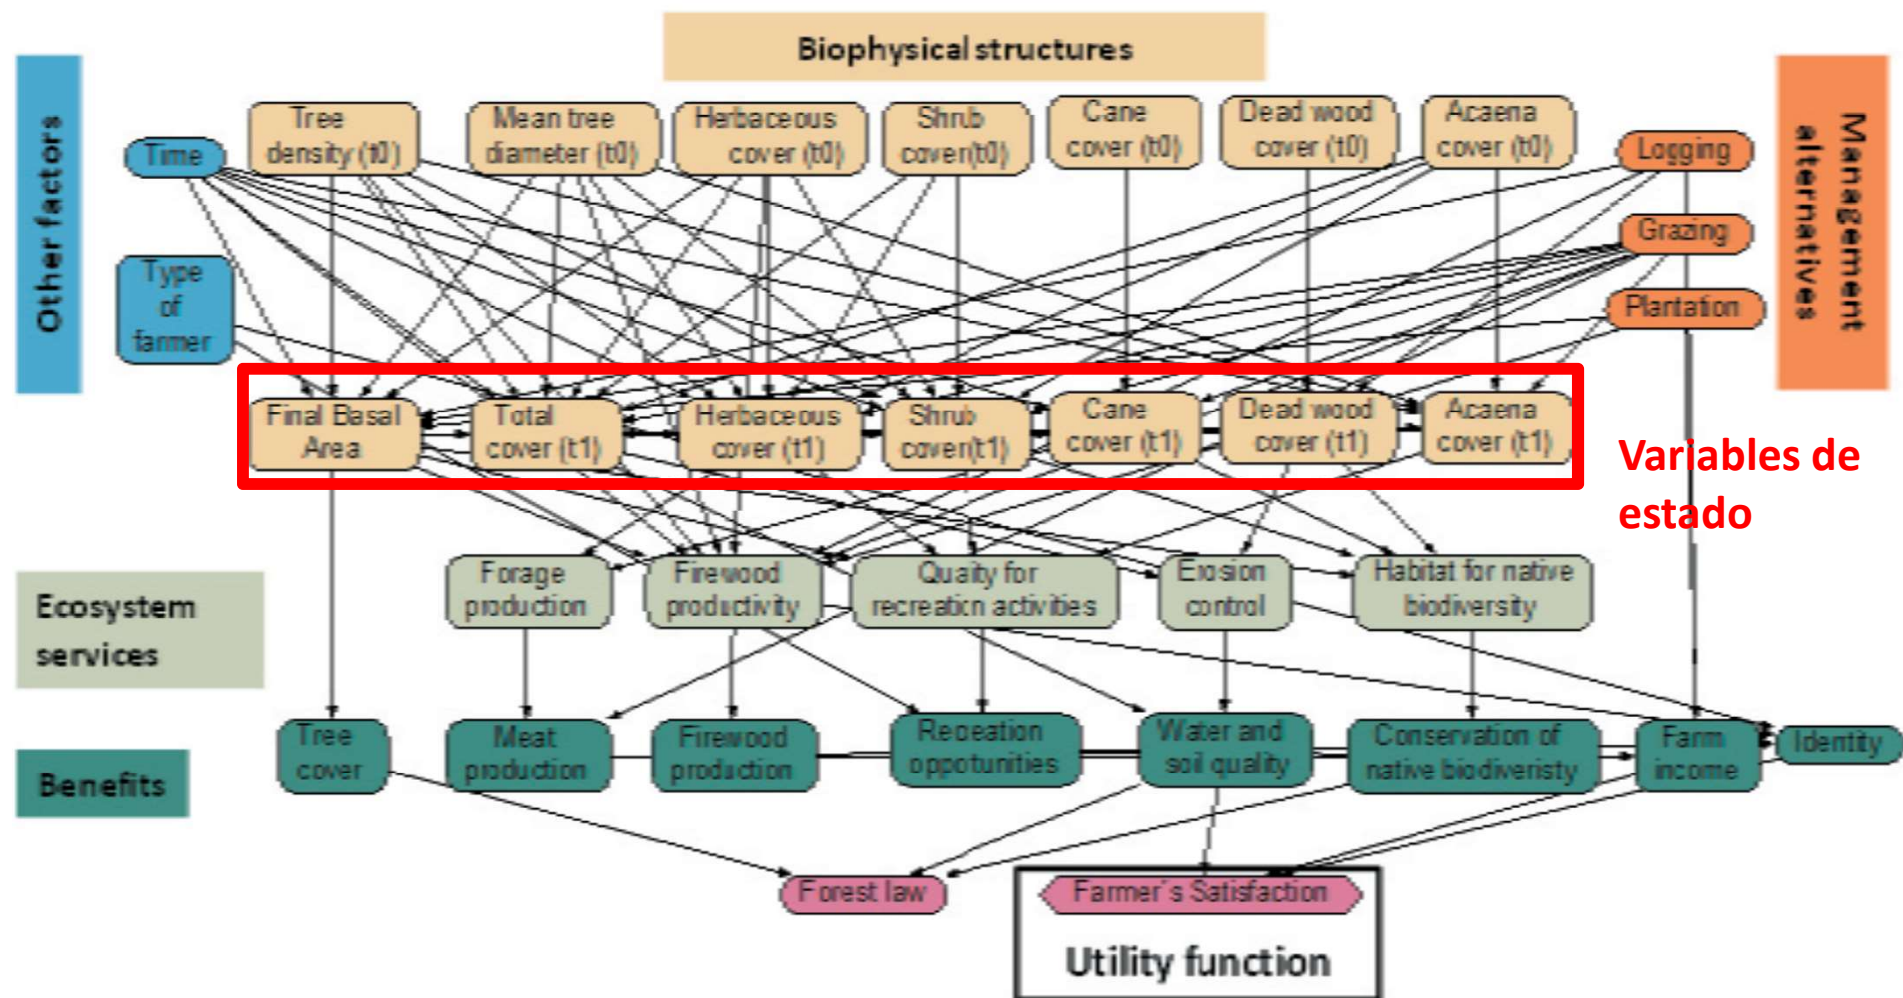 Biophysical structures
Other factors
Management
alternatives
Time
Tree
density (t0)
Mean tree
diameter (t0)
Herbaceous
cover (t0)
Shrub
cover(t0)
Cane
cover (t0)
Dead wood
cover (t0)
Acaena
cover (t0)
Logging
Grazing
Type
of
farmer
Plantation
Final Basal
Area
Total
cover (t1)
Herbaceous
cover (t1)
Shrub
cover(t1)
Cane
cover (t1)
Dead wood
cover (t1)
Acaena
cover (t1)
Variables de
estado
Ecosystem
services
Forage
production
Firewood
productivity
Quaity for
recreation activities
Erosion
control
Habitat for native
biodiversity
Benefits
Tree
cover
Meat
production
Firewood
production
Recreation
oppotunities
Water and
soil quality
Conservation of
native biodiveristy
Farm
income
Identity
Forest law
Farmer´s Satisfaction
Utility function